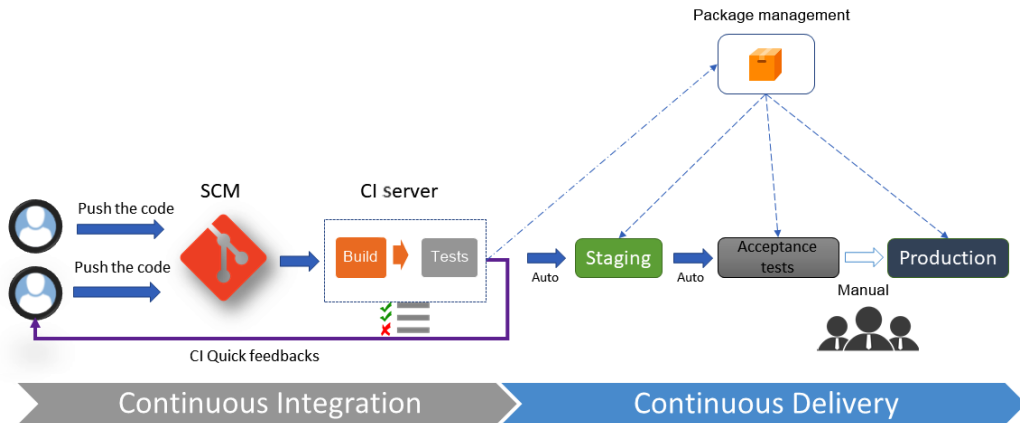 Package management
SCM
CI server
Push the code
Push the code
Build
Tests
Auto
Staging
Auto
Acceptance
tests
Production
Manual
CI Quick feedbacks
Continuous Integration
Continuous Delivery